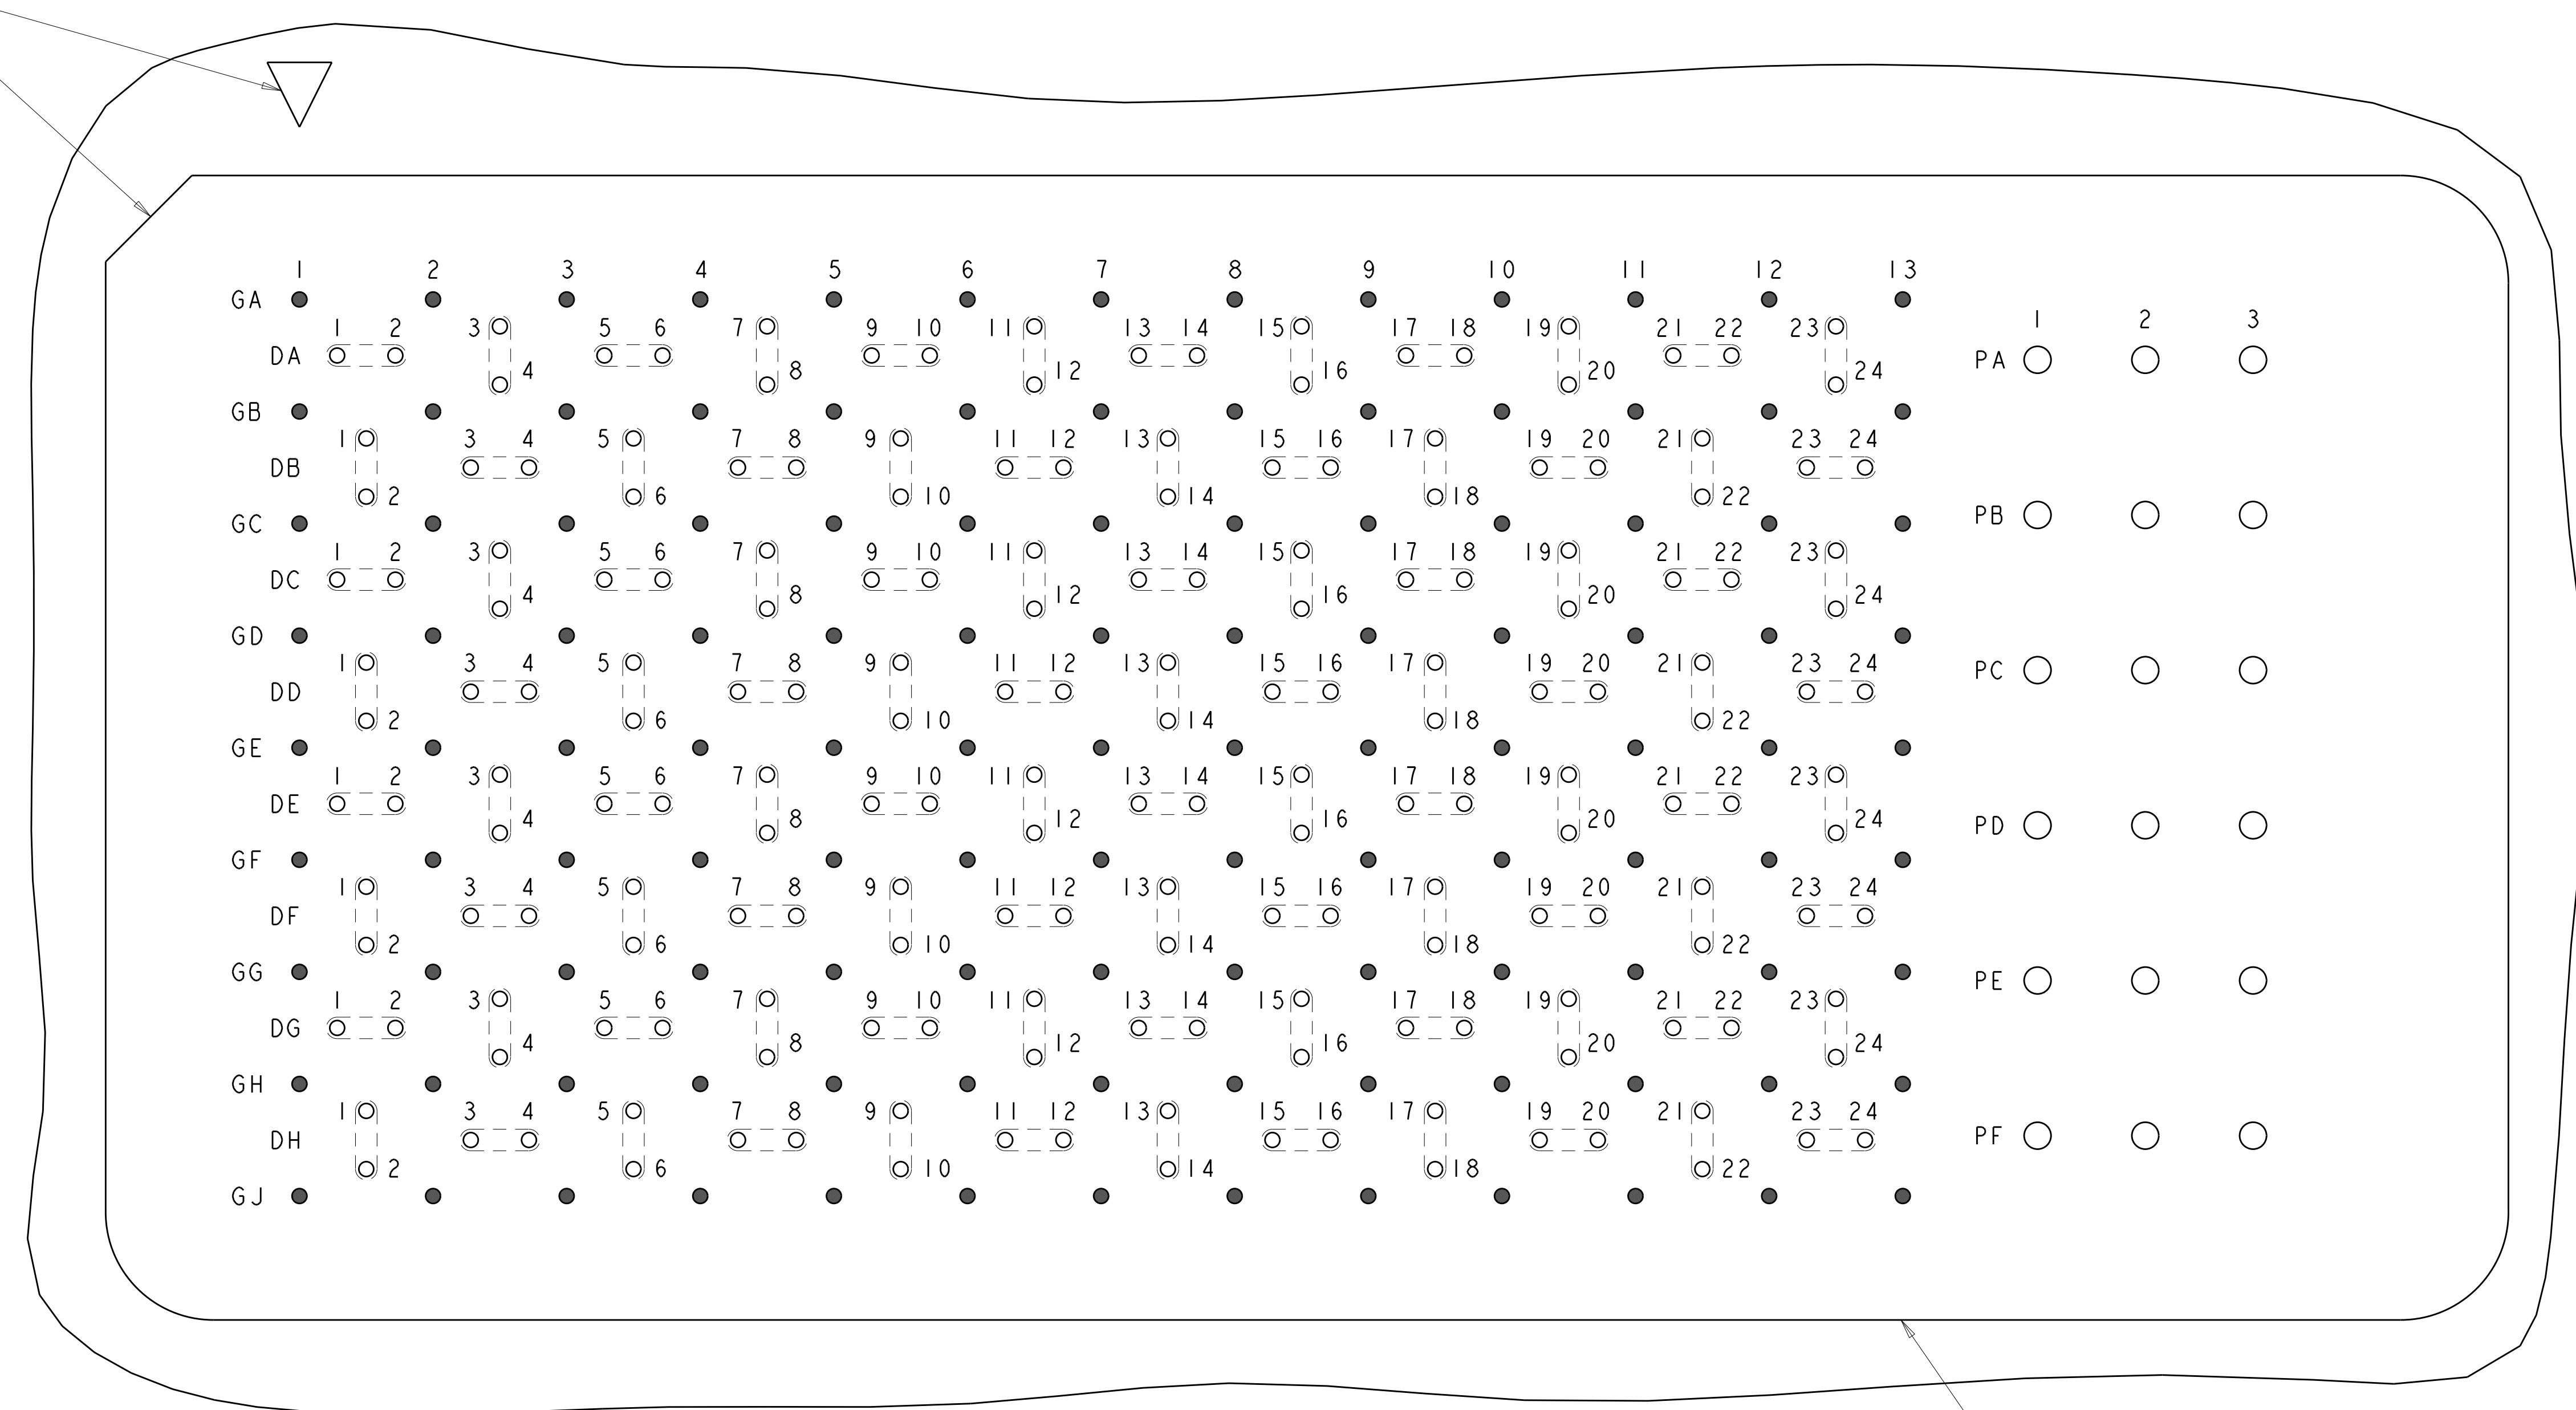 1 2 3 4 5 6 7 8 9 10 11 12 13
GA
1 2 3
1 2 3 5 6 7 9 10 11 13 14 15 17 18 19 21 22 23
DA PA
4 8 12 16 20 24
GB
1 3 4 5 7 8 9 11 12 13 15 16 17 19 20 21 23 24
DB
2 6 10 14 18 22
PB
GC
1 2 3 5 6 7 9 10 11 13 14 15 17 18 19 21 22 23
DC
4 8 12 16 20 24
GD
1 3 4 5 7 8 9 11 12 13 15 16 17 19 20 21 23 24
PC
DD
2 6 10 14 18 22
GE
1 2 3 5 6 7 9 10 11 13 14 15 17 18 19 21 22 23
DE
4 8 12 16 20 24
PD
GF
1 3 4 5 7 8 9 11 12 13 15 16 17 19 20 21 23 24
DF
2 6 10 14 18 22
GG
PE
1 2 3 5 6 7 9 10 11 13 14 15 17 18 19 21 22 23
DG
4 8 12 16 20 24
GH
1 3 4 5 7 8 9 11 12 13 15 16 17 19 20 21 23 24
DH PF
2 6 10 14 18 22
GJ